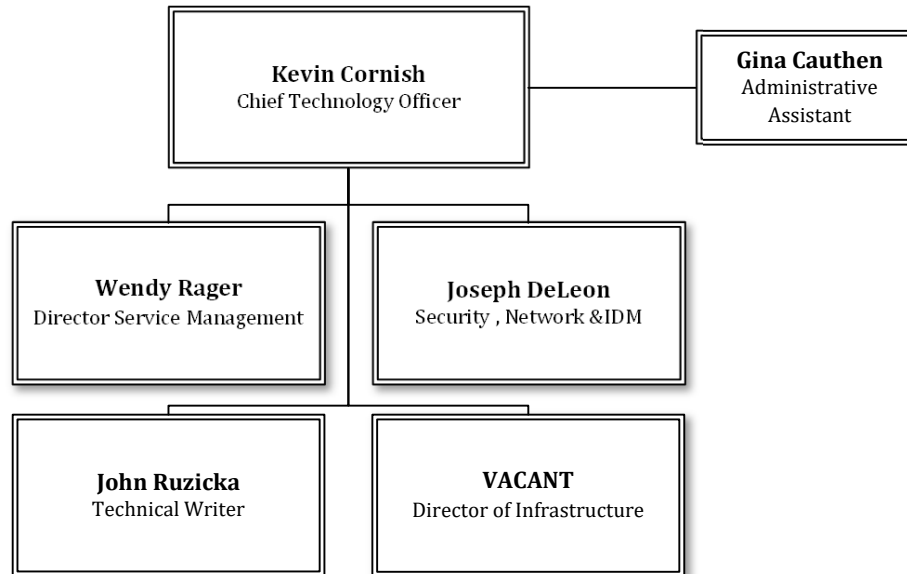 Kevin Cornish
Chief Technology Officer
Gina Cauthen
Administrative
Assistant
Wendy Rager
Director Service Management
Joseph DeLeon
Security , Network &IDM
John Ruzicka
Technical Writer
VACANT
Director of Infrastructure